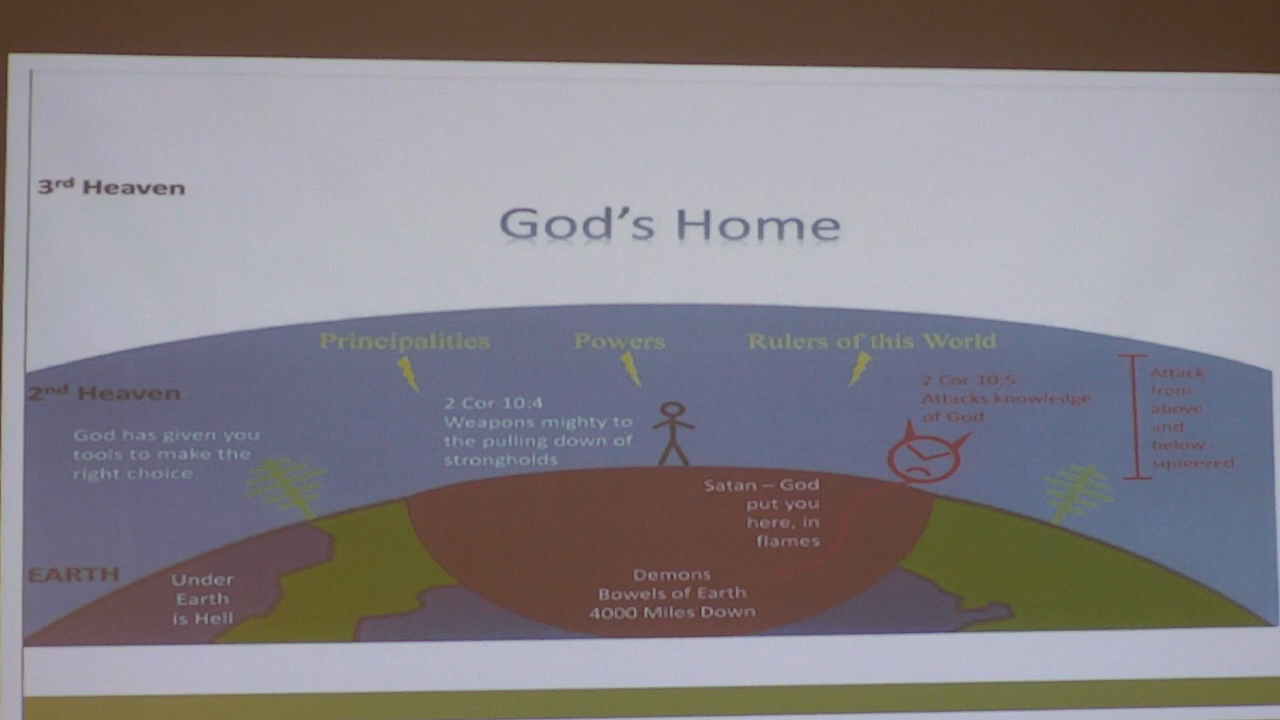 3rd Heaven
God's Home
Principalities
Powers
Rulers of this World
2nd Heaven
God has given you
tools to make the
right choice
2 Cor 10:4
Weapons mighty to
the pulling down of
strongholds
2 Cor 10:5
Attacks knowledge
of God
Attack
from
above
and
below -
squeezed
Satan – God
put you
here, in
flames
EARTH
Under
Earth
is Hell
Demons
Bowels of Earth
4000 Miles Down